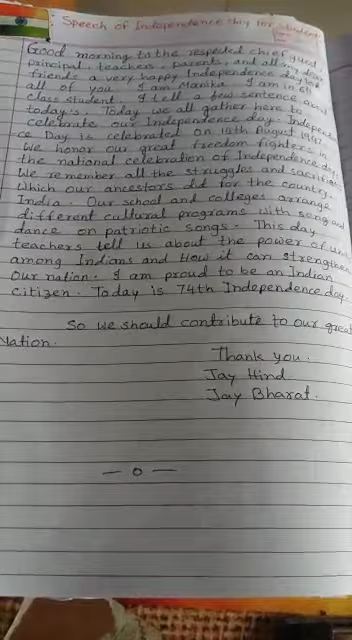 Speech of Independence day for students
Good morning to the respected chief guest
principal, teachers, parents, and all my dear
friends a very happy Independence day to
all of you. I am Manika. I am in 6th
class student. I tell a few sentence about
today's. Today we all gather here to
celebrate our Independence day. Independen
ce Day is celebrated on 15th August 1947.
We honor our great freedom fighters in
the national celebration of Independence day.
We remember all the struggles and sacrifices
which our ancestors did for the country.
India. Our school and colleges arrange
different cultural programs with song and
dance on patriotic songs. This day
teachers tell us about the power of unity
among Indians and How it can strengthen
our nation. I am proud to be an Indian
citizen. Today is 74th Independence day.
So we should contribute to our great
Nation.
Thank you.
Jay Hind
Jay Bharat.
— o —